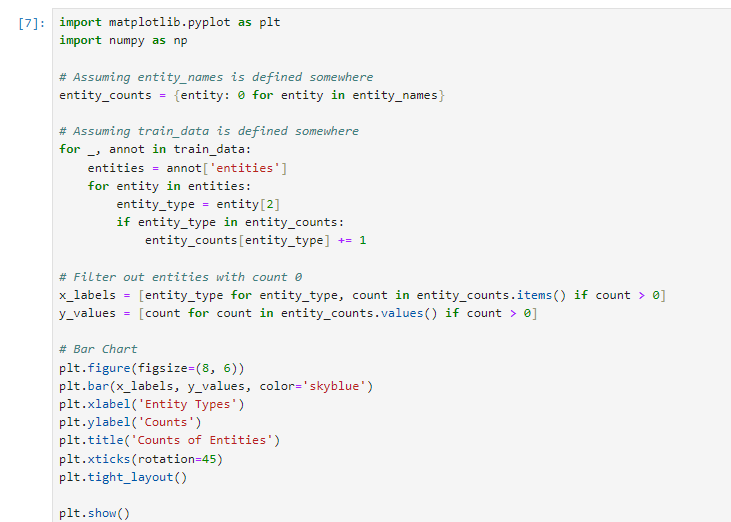 [7]: import matplotlib.pyplot as plt
import numpy as np

# Assuming entity_names is defined somewhere
entity_counts = {entity: 0 for entity in entity_names}

# Assuming train_data is defined somewhere
for _, annot in train_data:
    entities = annot['entities']
    for entity in entities:
        entity_type = entity[2]
        if entity_type in entity_counts:
            entity_counts[entity_type] += 1

# Filter out entities with count 0
x_labels = [entity_type for entity_type, count in entity_counts.items() if count > 0]
y_values = [count for count in entity_counts.values() if count > 0]

# Bar Chart
plt.figure(figsize=(8, 6))
plt.bar(x_labels, y_values, color='skyblue')
plt.xlabel('Entity Types')
plt.ylabel('Counts')
plt.title('Counts of Entities')
plt.xticks(rotation=45)
plt.tight_layout()

plt.show()